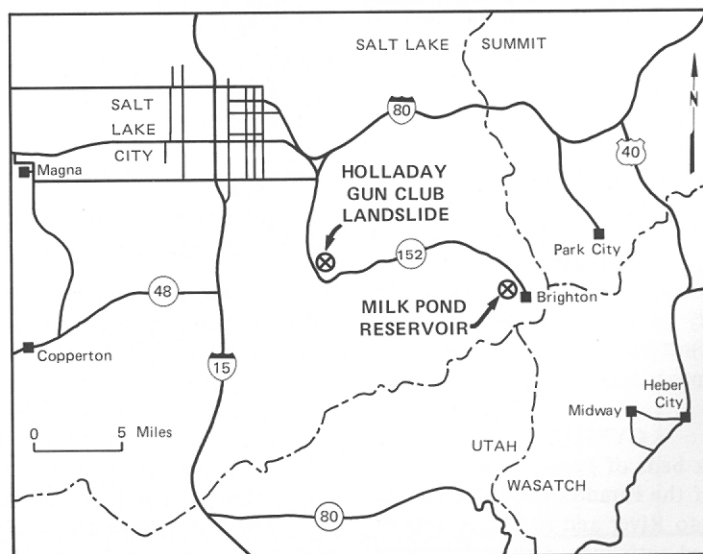 SALT LAKE
SUMMIT
SALT
LAKE
CITY
80
N
40
Magna
HOLLADAY
GUN CLUB
LANDSLIDE
152
Park City
48
MILK POND
RESERVOIR
Brighton
Copperton
15
Heber
City
Midway
0 5 Miles
UTAH
WASATCH
80